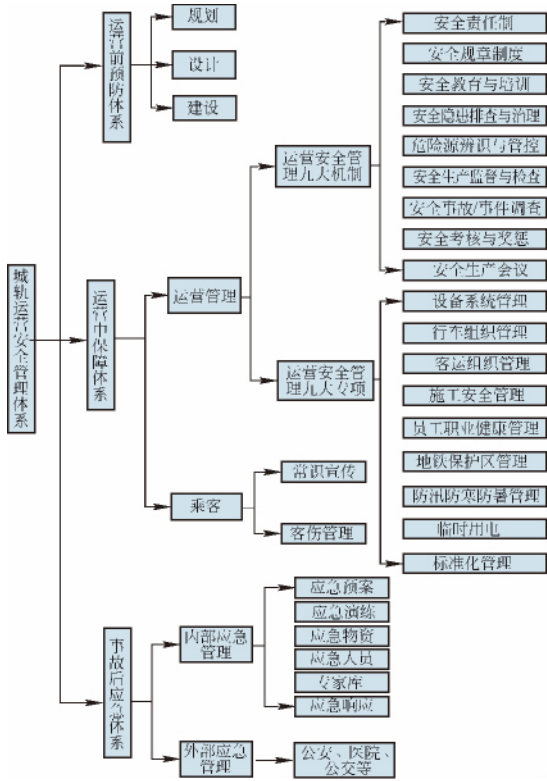 城轨运营安全管理体系
运营前预防体系
规划
设计
建设
运营中保障体系
运营管理
运营安全管
理九大机制
安全责任制
安全规章制度
安全教育与培训
安全隐患排查与治理
危险源辨识与管控
安全生产监督与检查
安全事故/事件调查
安全考核与奖惩
安全生产会议
运营安全管
理九大专项
设备系统管理
行车组织管理
客运组织管理
施工安全管理
员工职业健康管理
地铁保护区管理
防汛防寒防暑管理
临时用电
标准化管理
乘客
常识宣传
客伤管理
事故后应急体系
内部应急
管理
应急预案
应急演练
应急物资
应急人员
专家库
应急响应
外部应急
管理
公安、医院、
公交等